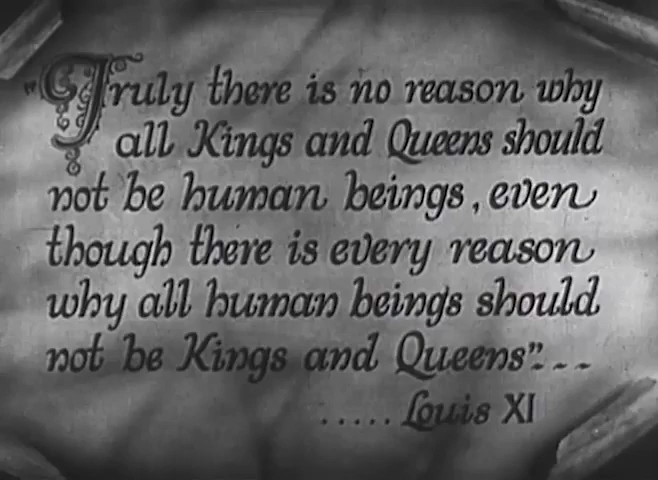 "Truly there is no reason why
all Kings and Queens should
not be human beings, even
though there is every reason
why all human beings should
not be Kings and Queens"---
.....Louis XI